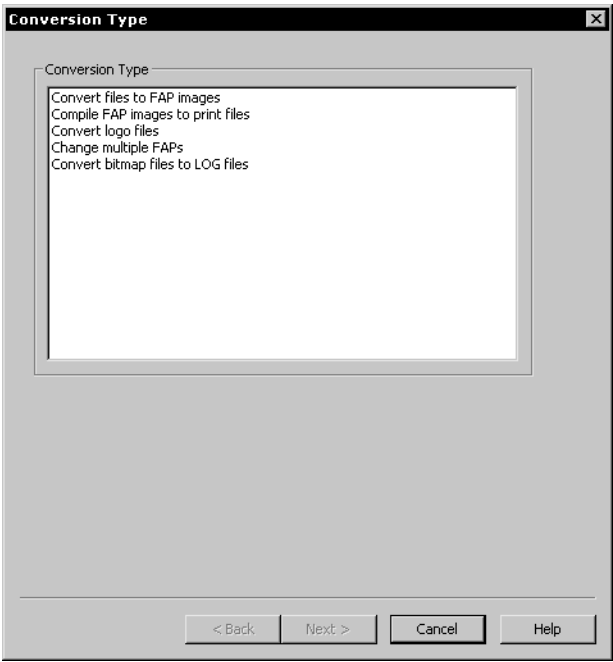 Conversion Type
Conversion Type
Convert files to FAP images
Compile FAP images to print files
Convert logo files
Change multiple FAPs
Convert bitmap files to LOG files
< Back Next > Cancel Help